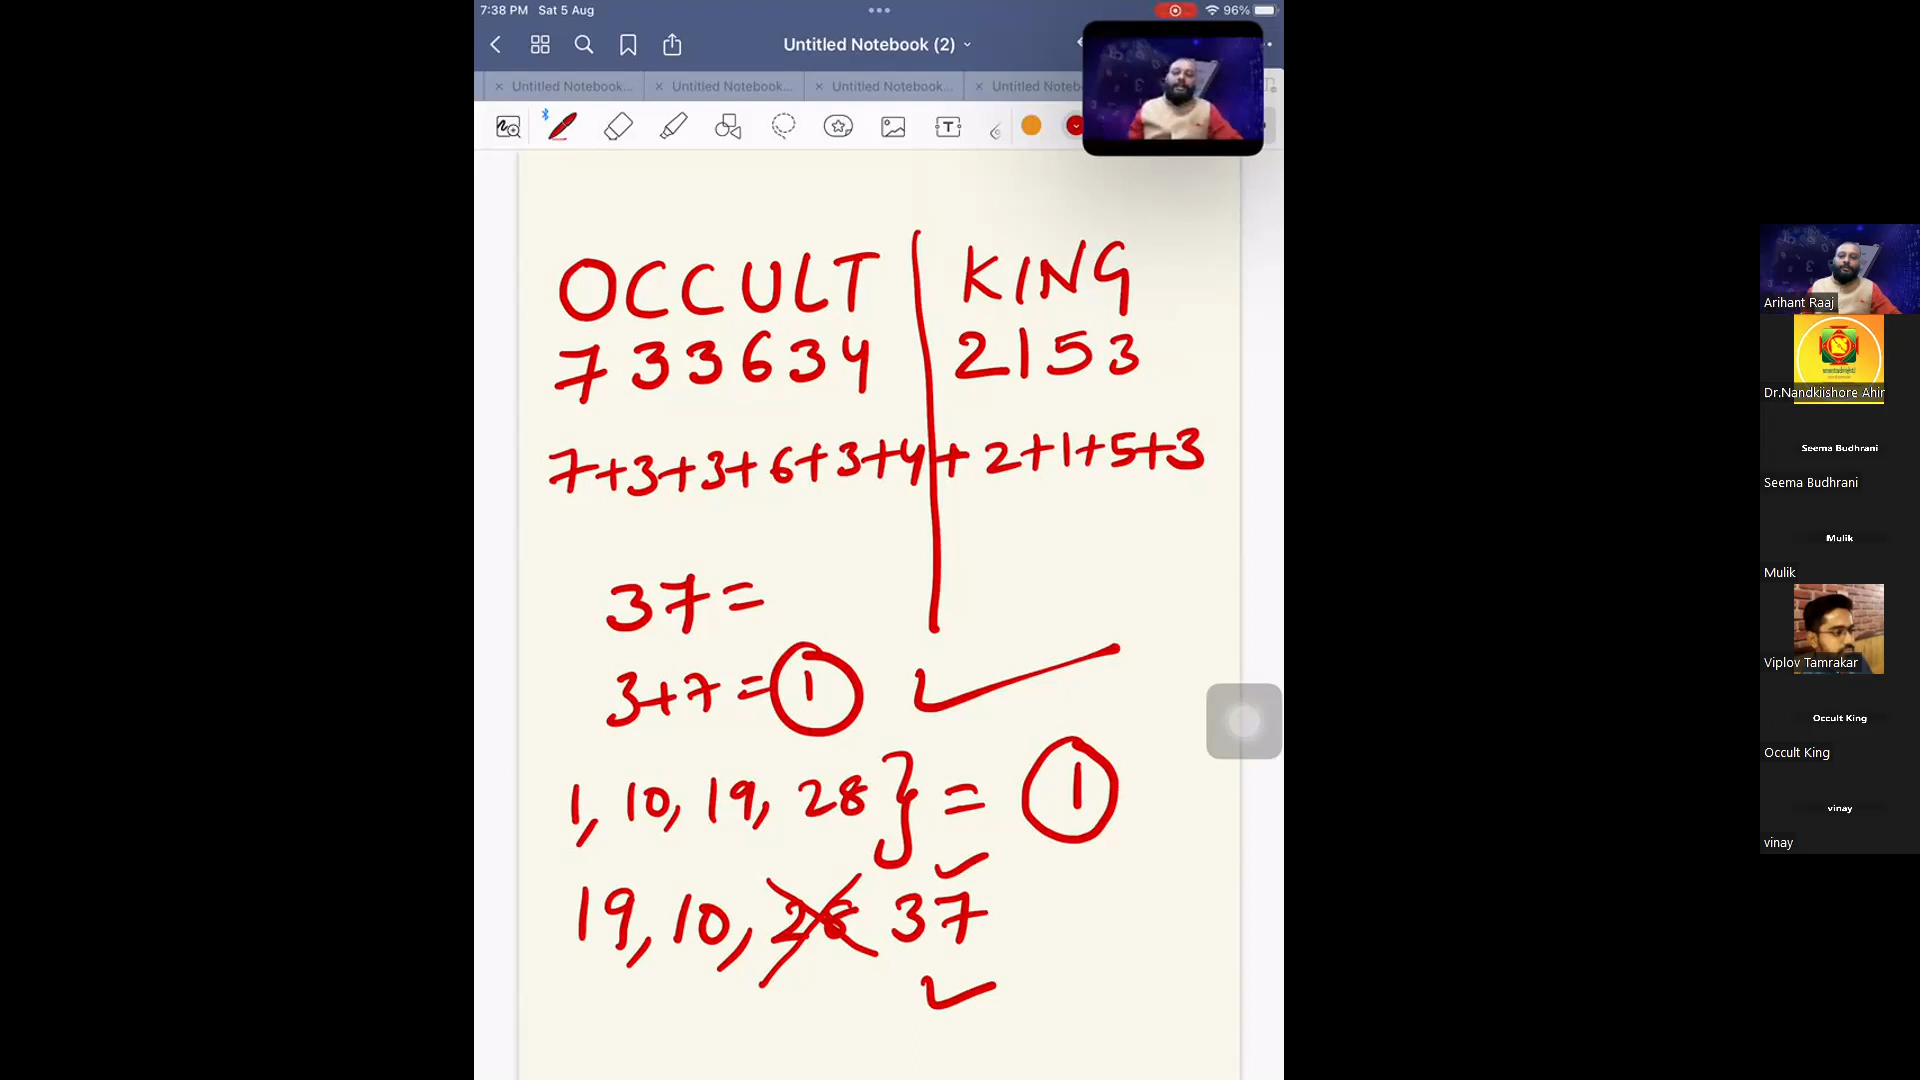 7:38 PM Sat 5 Aug
96%
Untitled Notebook (2)
Untitled Notebook... Untitled Notebook... Untitled Notebook... Untitled Noteb
OCCULT KING
733634 2153
7+3+3+6+3+4+2+1+5+3
37=
3+7=1
1, 10, 19, 28 } = 1
19, 10, 28 37
Arihant Raaj
Dr.Nandkiishore Ahir
Seema Budhrani
Seema Budhrani
Mulik
Mulik
Viplov Tamrakar
Occult King
Occult King
vinay
vinay